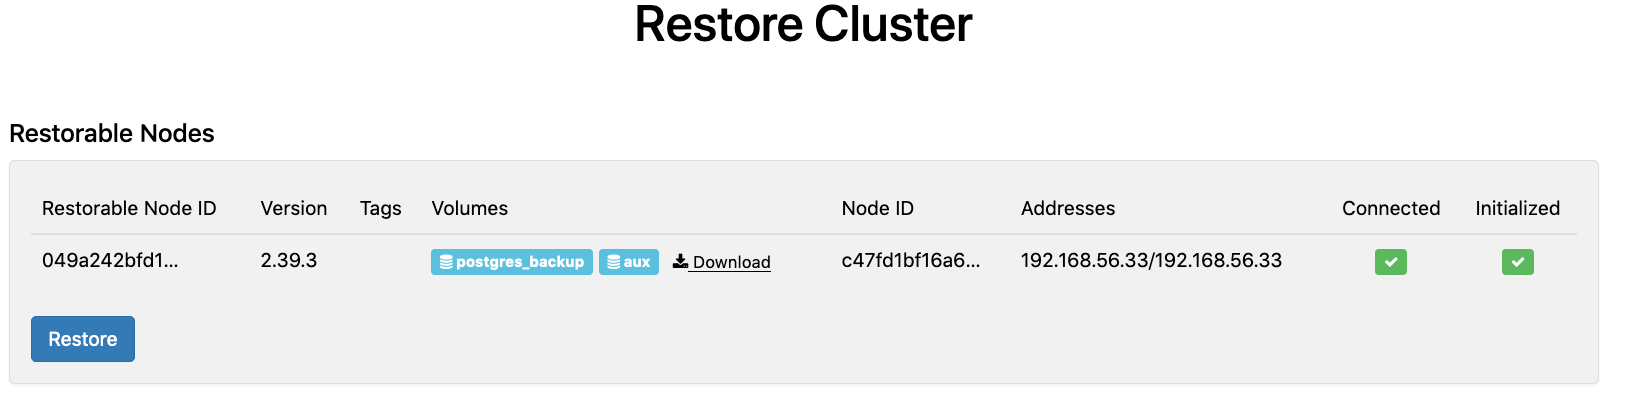 Restore Cluster
Restorable Nodes
Restorable Node ID Version Tags Volumes Node ID Addresses Connected Initialized
049a242bfd1... 2.39.3 postgres_backup aux Download c47fd1bf16a6... 192.168.56.33/192.168.56.33
Restore